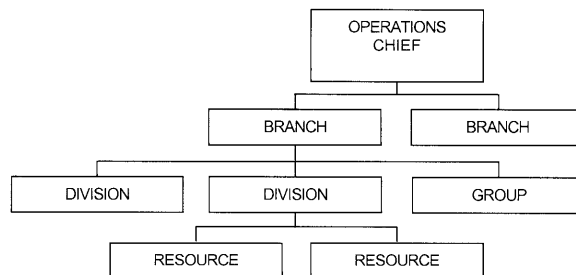 OPERATIONS
CHIEF
BRANCH
BRANCH
DIVISION
DIVISION
GROUP
RESOURCE
RESOURCE